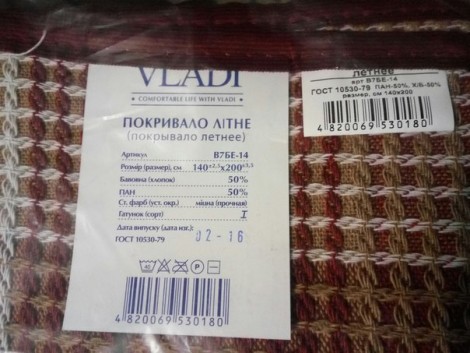 VLADI
• COMFORTABLE LIFE WITH VLADI •
ПОКРИВАЛО ЛІТНЕ
(покрывало летнее)
Артикул В7БЕ-14
Розмір (размер), см 140±2,5х200±3,5
Бавовна (хлопок) 50%
ПАН 50%
Ст. фарб (уст. окр.) міцна (прочная)
Гатунок (сорт) I
Дата випуску (дата изг.) 02-16
ГОСТ 10530-79
40
P
4 820069 530180
летнее
арт В7БЕ-14
ГОСТ 10530-79 ПАН-50%, Х/Б-50%
размер, см 140х200
4 820069 530180